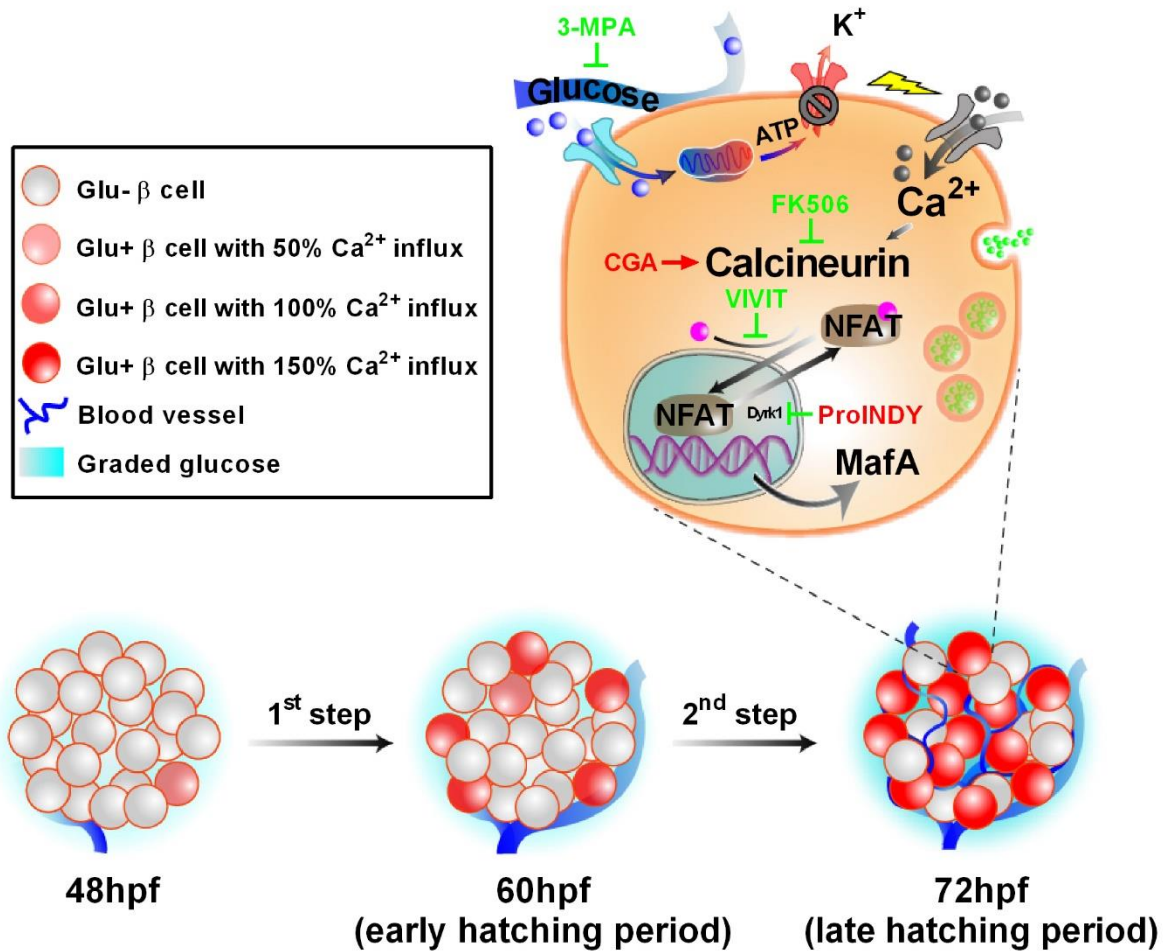 3-MPA
K+
Glucose
ATP
Ca2+
FK506
CGA
Calcineurin
VIVIT
NFAT
NFAT
Dyrk1
ProINDY
MafA
Glu- β cell
Glu+ β cell with 50% Ca2+ influx
Glu+ β cell with 100% Ca2+ influx
Glu+ β cell with 150% Ca2+ influx
Blood vessel
Graded glucose
1st step
2nd step
48hpf
60hpf
(early hatching period)
72hpf
(late hatching period)